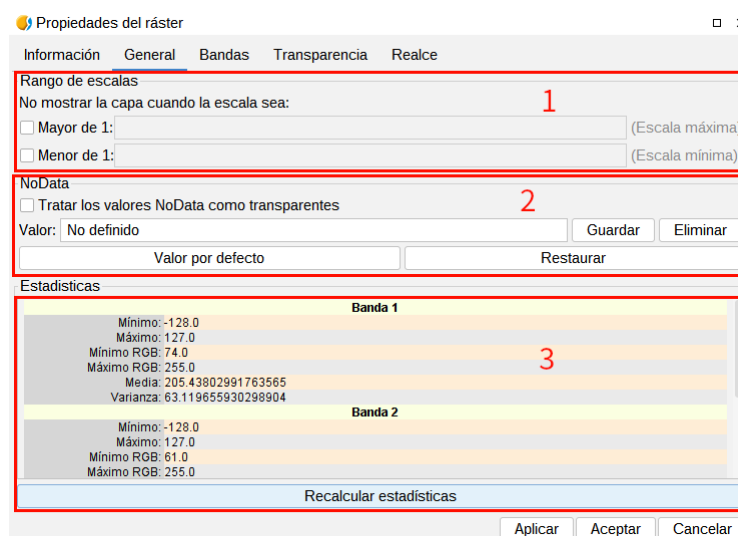 Propiedades del ráster
Información General Bandas Transparencia Realce
Rango de escalas
No mostrar la capa cuando la escala sea:
1
Mayor de 1: (Escala máxima)
Menor de 1: (Escala mínima)
NoData
Tratar los valores NoData como transparentes
2
Valor: No definido Guardar Eliminar
Valor por defecto Restaurar
Estadisticas
Banda 1
Mínimo: -128.0
Máximo: 127.0
Mínimo RGB: 74.0
Máximo RGB: 255.0
3
Media: 205.43802991763565
Varianza: 63.119655930298904
Banda 2
Mínimo: -128.0
Máximo: 127.0
Mínimo RGB: 61.0
Máximo RGB: 255.0
Recalcular estadísticas
Aplicar Aceptar Cancelar